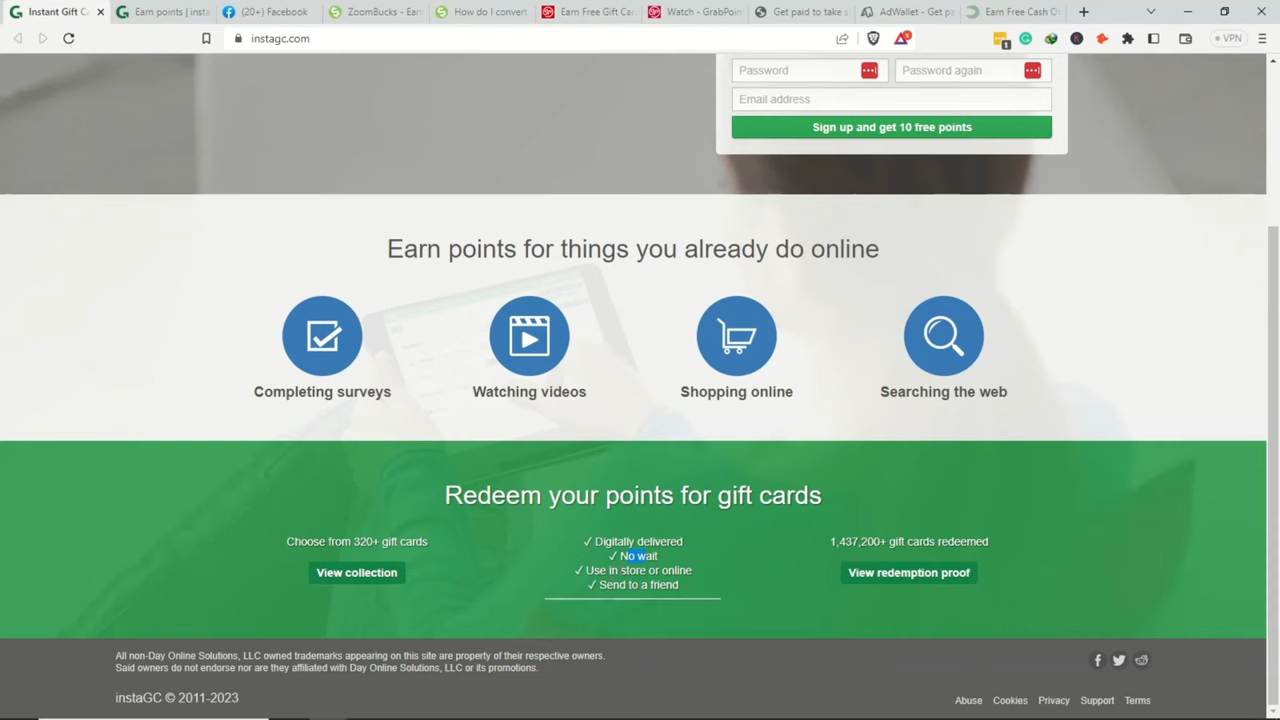 Instant Gift C
Earn points | insta
(20+) Facebook
ZoomBucks - Earn
How do I convert
Earn Free Gift Car
Watch - GrabPoin
Get paid to take s
AdWallet - Get pa
Earn Free Cash O
instagc.com
1
VPN
Password
Password again
Email address
Sign up and get 10 free points
Earn points for things you already do online
Completing surveys
Watching videos
Shopping online
Searching the web
Redeem your points for gift cards
Choose from 320+ gift cards
View collection
✓ Digitally delivered
✓ No wait
✓ Use in store or online
✓ Send to a friend
1,437,200+ gift cards redeemed
View redemption proof
All non-Day Online Solutions, LLC owned trademarks appearing on this site are property of their respective owners.
Said owners do not endorse nor are they affiliated with Day Online Solutions, LLC or its promotions.
instaGC © 2011-2023
Abuse Cookies Privacy Support Terms